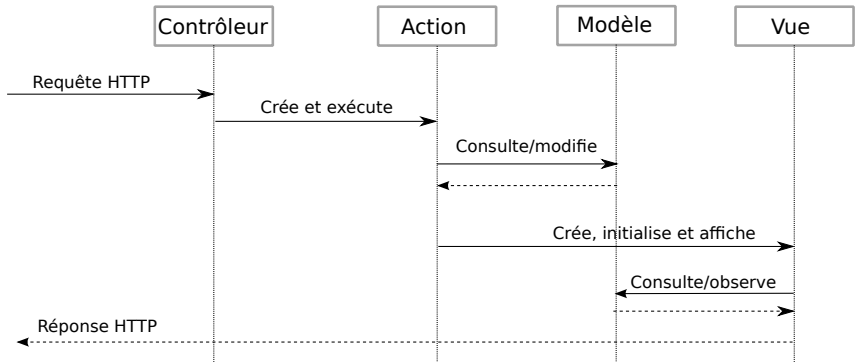 Contrôleur
Action
Modèle
Vue
Requête HTTP
Crée et exécute
Consulte/modifie
Crée, initialise et affiche
Consulte/observe
Réponse HTTP